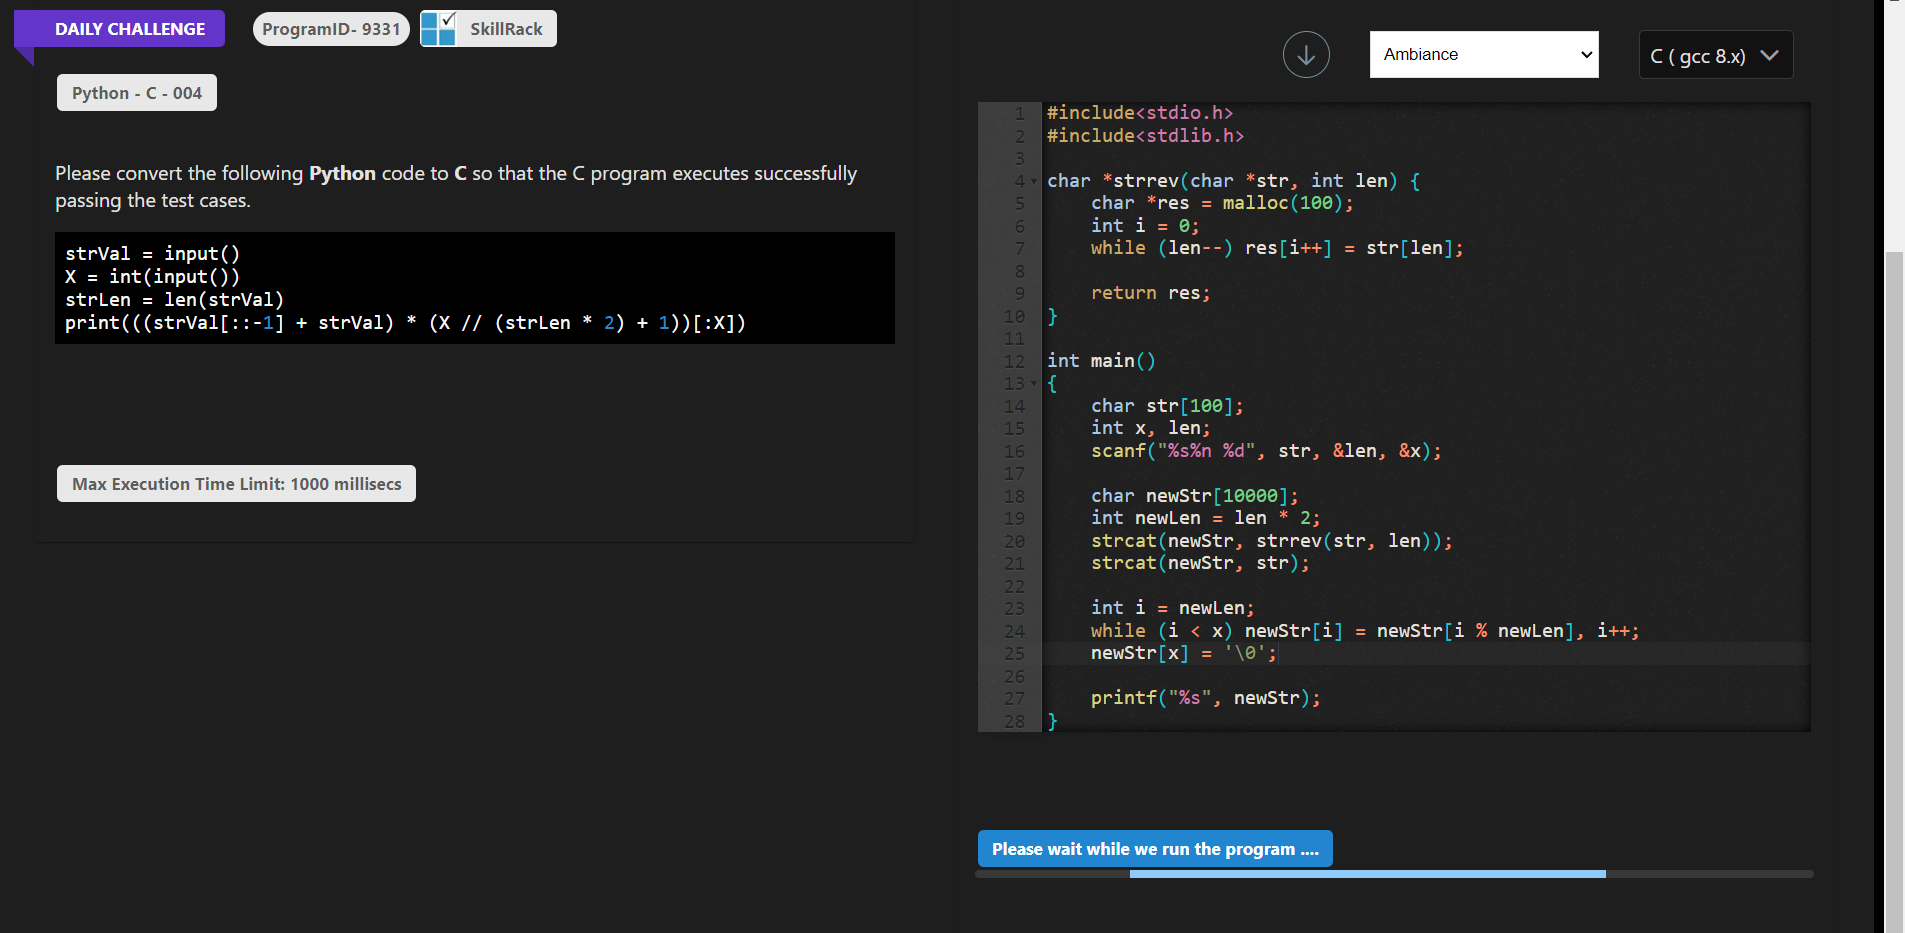 DAILY CHALLENGE
ProgramID- 9331
SkillRack
Python - C - 004
Please convert the following Python code to C so that the C program executes successfully
passing the test cases.
strVal = input()
X = int(input())
strLen = len(strVal)
print(((strVal[::-1] + strVal) * (X // (strLen * 2) + 1))[:X])
Max Execution Time Limit: 1000 millisecs
Ambiance
C ( gcc 8.x)
1 #include<stdio.h>
2 #include<stdlib.h>
3
4 char *strrev(char *str, int len) {
5     char *res = malloc(100);
6     int i = 0;
7     while (len--) res[i++] = str[len];
8
9     return res;
10 }
11
12 int main()
13 {
14     char str[100];
15     int x, len;
16     scanf("%s%n %d", str, &len, &x);
17
18     char newStr[10000];
19     int newLen = len * 2;
20     strcat(newStr, strrev(str, len));
21     strcat(newStr, str);
22
23     int i = newLen;
24     while (i < x) newStr[i] = newStr[i % newLen], i++;
25     newStr[x] = '\0';
26
27     printf("%s", newStr);
28 }
Please wait while we run the program ....